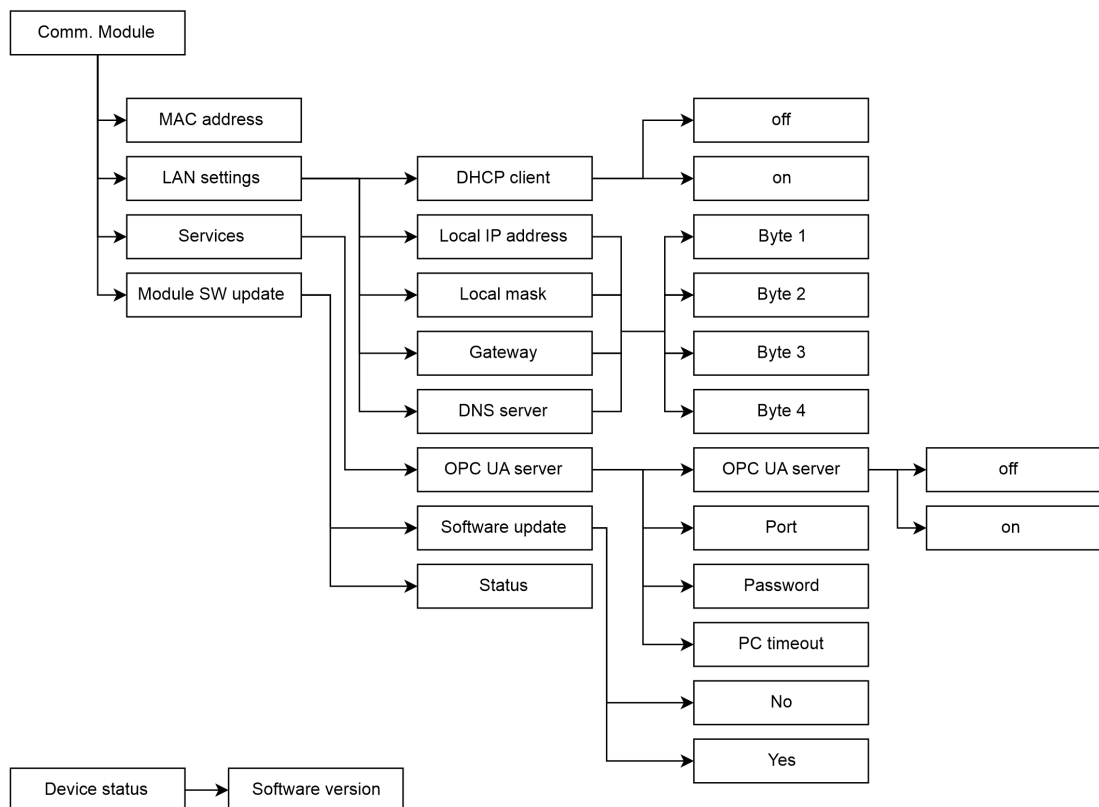 Comm. Module
MAC address
off
LAN settings
DHCP client
on
Services
Local IP address
Byte 1
Module SW update
Local mask
Byte 2
Gateway
Byte 3
DNS server
Byte 4
OPC UA server
OPC UA server
off
Software update
Port
on
Status
Password
PC timeout
No
Yes
Device status
Software version